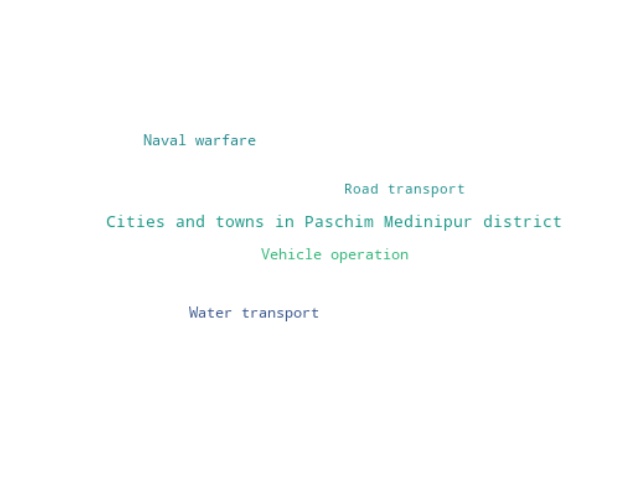 Naval warfare
Road transport
Cities and towns in Paschim Medinipur district
Vehicle operation
Water transport